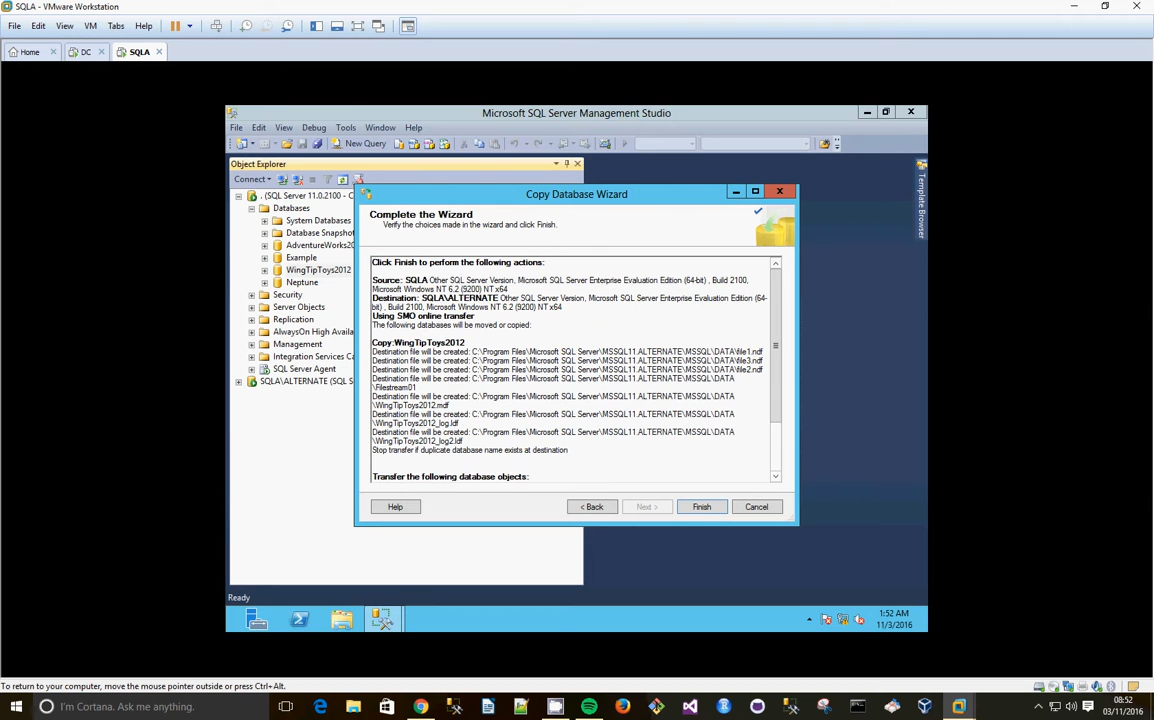 SQLA - VMware Workstation
File Edit View VM Tabs Help
Home DC SQLA
Microsoft SQL Server Management Studio
File Edit View Debug Tools Window Help
New Query
Object Explorer
Connect
. (SQL Server 11.0.2100 - C
Databases
System Databases
Database Snapsho
AdventureWorks20
Example
WingTipToys2012
Neptune
Security
Server Objects
Replication
AlwaysOn High Availa
Management
Integration Services Ca
SQL Server Agent
SQLA\ALTERNATE (SQL S
Template Browser
Copy Database Wizard
Complete the Wizard
Verify the choices made in the wizard and click Finish.
Click Finish to perform the following actions:
Source: SQLA Other SQL Server Version, Microsoft SQL Server Enterprise Evaluation Edition (64-bit) , Build 2100,
Microsoft Windows NT 6.2 (9200) NT x64
Destination: SQLA\ALTERNATE Other SQL Server Version, Microsoft SQL Server Enterprise Evaluation Edition (64-
bit) , Build 2100, Microsoft Windows NT 6.2 (9200) NT x64
Using SMO online transfer
The following databases will be moved or copied:
Copy:WingTipToys2012
Destination file will be created: C:\Program Files\Microsoft SQL Server\MSSQL11.ALTERNATE\MSSQL\DATA\file1.ndf
Destination file will be created: C:\Program Files\Microsoft SQL Server\MSSQL11.ALTERNATE\MSSQL\DATA\file3.ndf
Destination file will be created: C:\Program Files\Microsoft SQL Server\MSSQL11.ALTERNATE\MSSQL\DATA\file2.ndf
Destination file will be created: C:\Program Files\Microsoft SQL Server\MSSQL11.ALTERNATE\MSSQL\DATA
\Filestream01
Destination file will be created: C:\Program Files\Microsoft SQL Server\MSSQL11.ALTERNATE\MSSQL\DATA
\WingTipToys2012.mdf
Destination file will be created: C:\Program Files\Microsoft SQL Server\MSSQL11.ALTERNATE\MSSQL\DATA
\WingTipToys2012_log.ldf
Destination file will be created: C:\Program Files\Microsoft SQL Server\MSSQL11.ALTERNATE\MSSQL\DATA
\WingTipToys2012_log2.ldf
Stop transfer if duplicate database name exists at destination
Transfer the following database objects:
Help < Back Next > Finish Cancel
Ready
1:52 AM
11/3/2016
To return to your computer, move the mouse pointer outside or press Ctrl+Alt.
I'm Cortana. Ask me anything.
08:52
03/11/2016